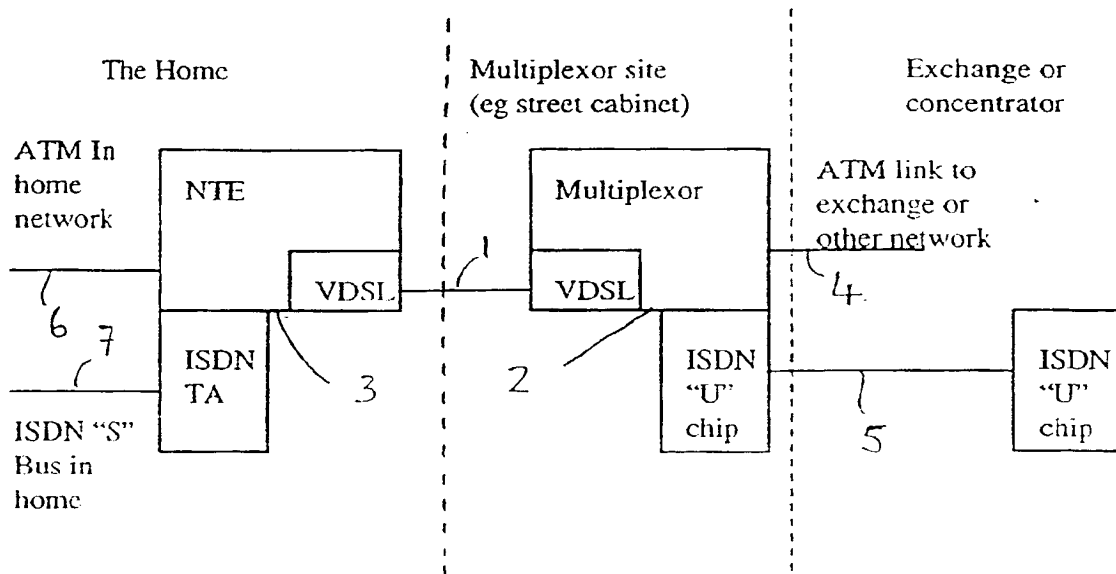 The Home
Multiplexor site
(eg street cabinet)
Exchange or
concentrator
ATM In
home
network
NTE
VDSL
1
Multiplexor
VDSL
ATM link to
exchange or
other network
4
6
7
ISDN
TA
3
2
ISDN
“U”
chip
5
ISDN
“U”
chip
ISDN “S”
Bus in
home